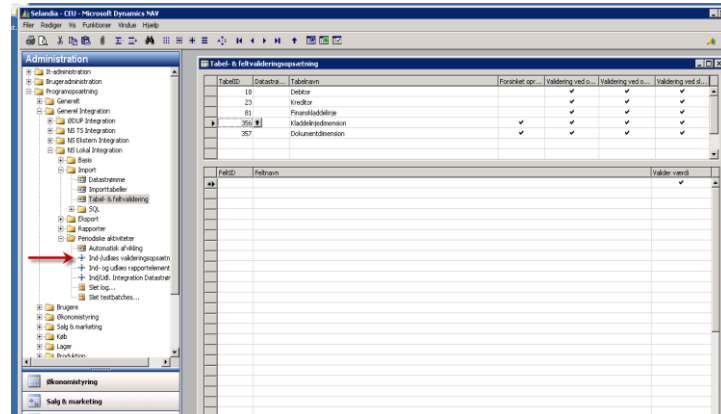 Selandia - CEU - Microsoft Dynamics NAV
Filer Rediger Vis Funktioner Vindue Hjælp
Administration
It-administration
Brugeradministration
Programopsætning
Generelt
Generel Integration
ØDUP Integration
NS TS Integration
NS Ekstern Integration
NS Lokal Integration
Basis
Import
Datastrømme
Importtabeller
Tabel- & feltvalidering
SQL
Eksport
Rapporter
Periodiske aktiviteter
Automatisk afvikling
Ind-/udlæs valideringsopsætn
Ind- og udlæs rapportelement
Ind/Udl. Integration Datastrør
Slet log...
Slet testbatches...
Brugere
Økonomistyring
Salg & marketing
Køb
Lager
Produktion
Økonomistyring
Salg & marketing
Tabel- & feltvalideringsopsætning
TabelID Datastrø... Tabelnavn Forsinket opr... Validering ved o... Validering ved o... Validering ved sl...
18 Debitor
23 Kreditor
81 Finanskladdelinje
356 Kladdelinjedimension
357 Dokumentdimension
FeltID Feltnavn Valider værdi